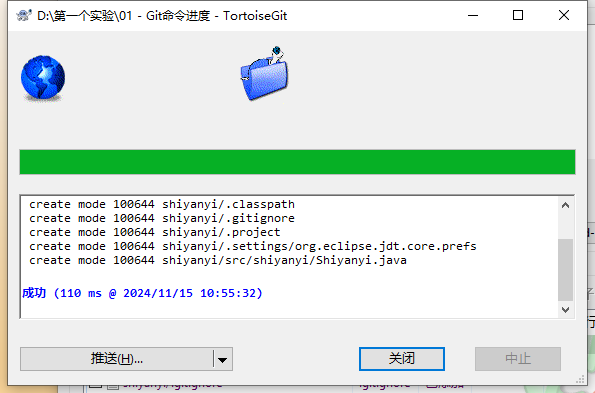 D:\第一个实验\01 - Git命令进度 - TortoiseGit
create mode 100644 shiyanyi/.classpath
create mode 100644 shiyanyi/.gitignore
create mode 100644 shiyanyi/.project
create mode 100644 shiyanyi/.settings/org.eclipse.jdt.core.prefs
create mode 100644 shiyanyi/src/shiyanyi/Shiyanyi.java
成功 (110 ms @ 2024/11/15 10:55:32)
推送(H)...
关闭
中止